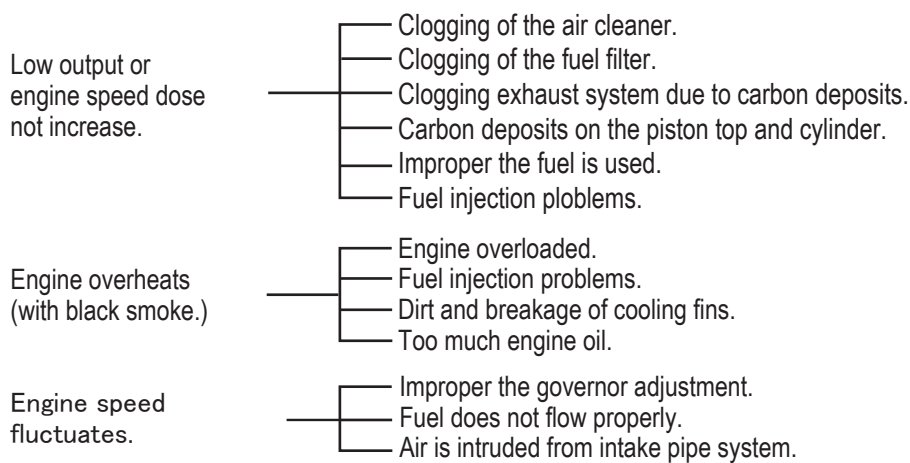 Low output or
engine speed dose
not increase.
Clogging of the air cleaner.
Clogging of the fuel filter.
Clogging exhaust system due to carbon deposits.
Carbon deposits on the piston top and cylinder.
Improper the fuel is used.
Fuel injection ploblems.
Engine overheats
(with black smoke.)
Engine overloaded.
Fuel injection problems.
Dirt and breakage of cooling fins.
Too much engine oil.
Engine speed
fluctuates.
Improper the governor adjustment.
Fuel does not flow properly.
Air is intruded from intake pipe system.